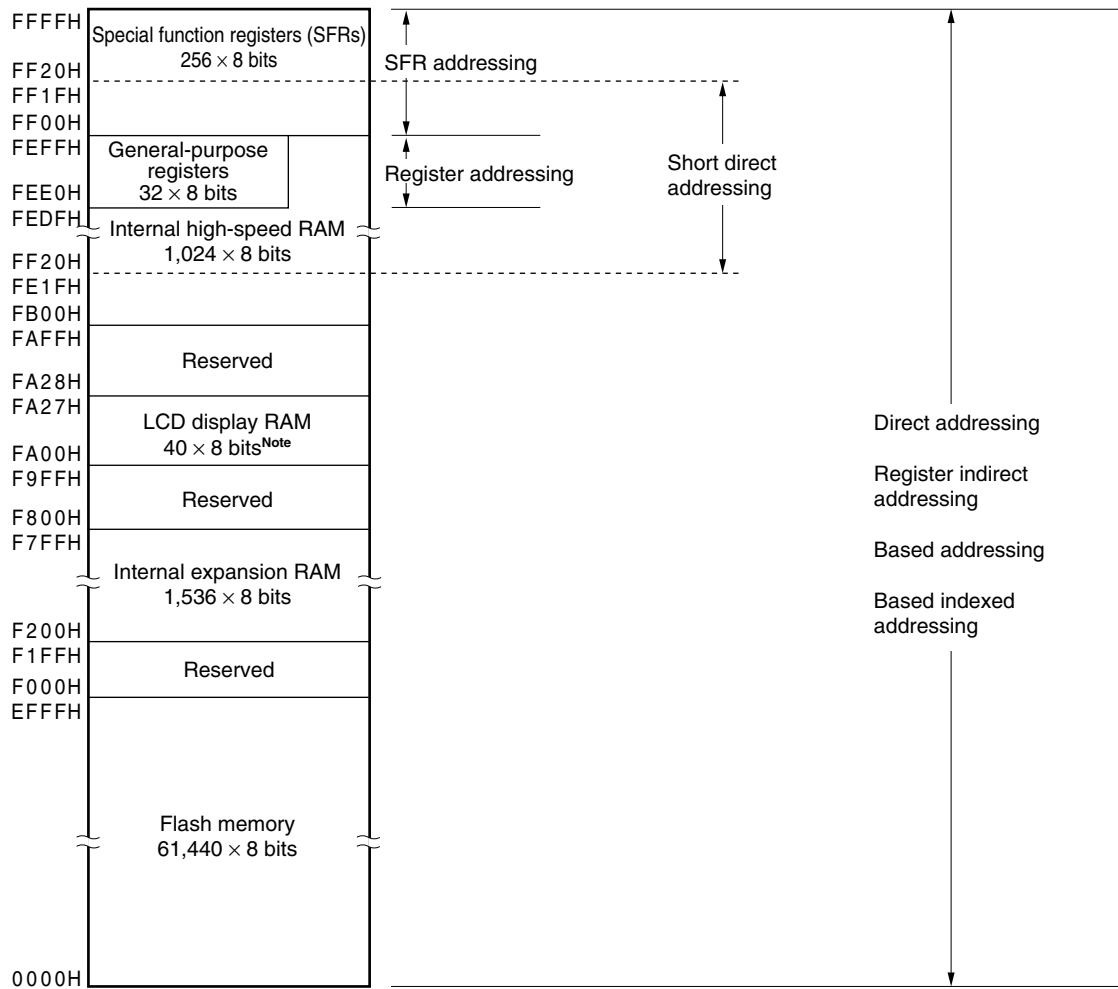 FFFFH
Special function registers (SFRs)
256 × 8 bits
SFR addressing
FF20H
FF1FH
FF00H
FEFFH
General-purpose
registers
32 × 8 bits
Register addressing
Short direct
addressing
FEE0H
FEDFH
Internal high-speed RAM
1,024 × 8 bits
FF20H
FE1FH
FB00H
FAFFH
Reserved
FA28H
FA27H
LCD display RAM
40 × 8 bitsNote
FA00H
F9FFH
Reserved
F800H
F7FFH
Internal expansion RAM
1,536 × 8 bits
F200H
F1FFH
Reserved
F000H
EFFFH
Flash memory
61,440 × 8 bits
0000H
Direct addressing
Register indirect
addressing
Based addressing
Based indexed
addressing